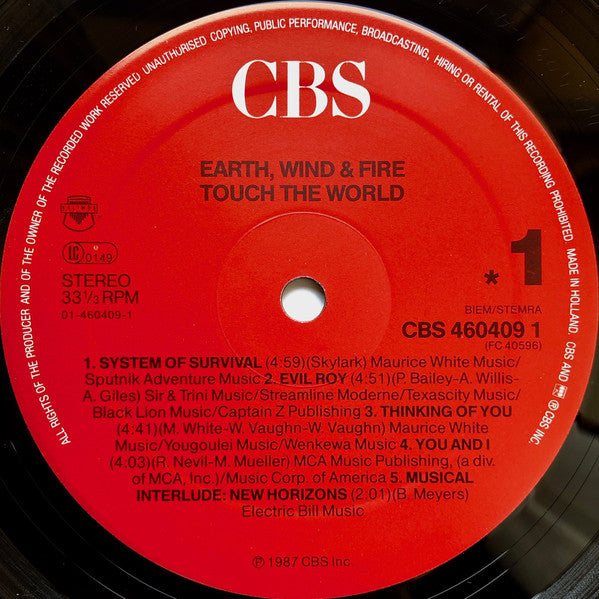 ALL RIGHTS OF THE PRODUCER AND OF THE OWNER OF THE RECORDED WORK RESERVED UNAUTHORISED COPYING, PUBLIC PERFORMANCE, BROADCASTING, HIRING OR RENTAL OF THIS RECORDING PROHIBITED. MADE IN HOLLAND. CBS AND ARE ℗ CBS INC.
CBS
EARTH, WIND & FIRE
TOUCH THE WORLD
LC 0149
STEREO
33⅓ RPM
01-460409-1
* 1
BIEM/STEMRA
CBS 460409 1
(FC 40596)
1. SYSTEM OF SURVIVAL (4:59)(Skylark) Maurice White Music/
Sputnik Adventure Music 2. EVIL ROY (4:51)(P. Bailey-A. Willis-
A. Giles) Sir & Trini Music/Streamline Moderne/Texascity Music/
Black Lion Music/Captain Z Publishing 3. THINKING OF YOU
(4:41)(M. White-W. Vaughn-W. Vaughn) Maurice White
Music/Yougoulei Music/Wenkewa Music 4. YOU AND I
(4:03)(R. Nevil-M. Mueller) MCA Music Publishing, (a div.
of MCA, Inc.)/Music Corp. of America 5. MUSICAL
INTERLUDE: NEW HORIZONS (2:01)(B. Meyers)
Electric Bill Music
℗ 1987 CBS Inc.